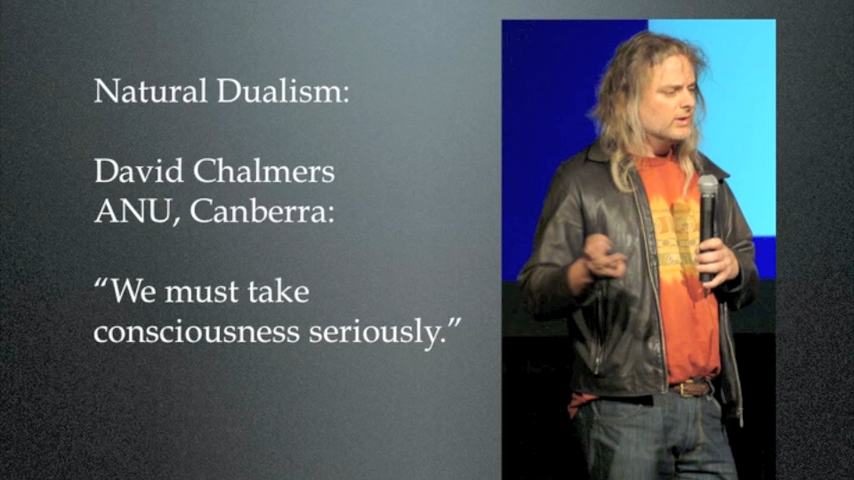 Natural Dualism:
David Chalmers
ANU, Canberra:
“We must take
consciousness seriously.”